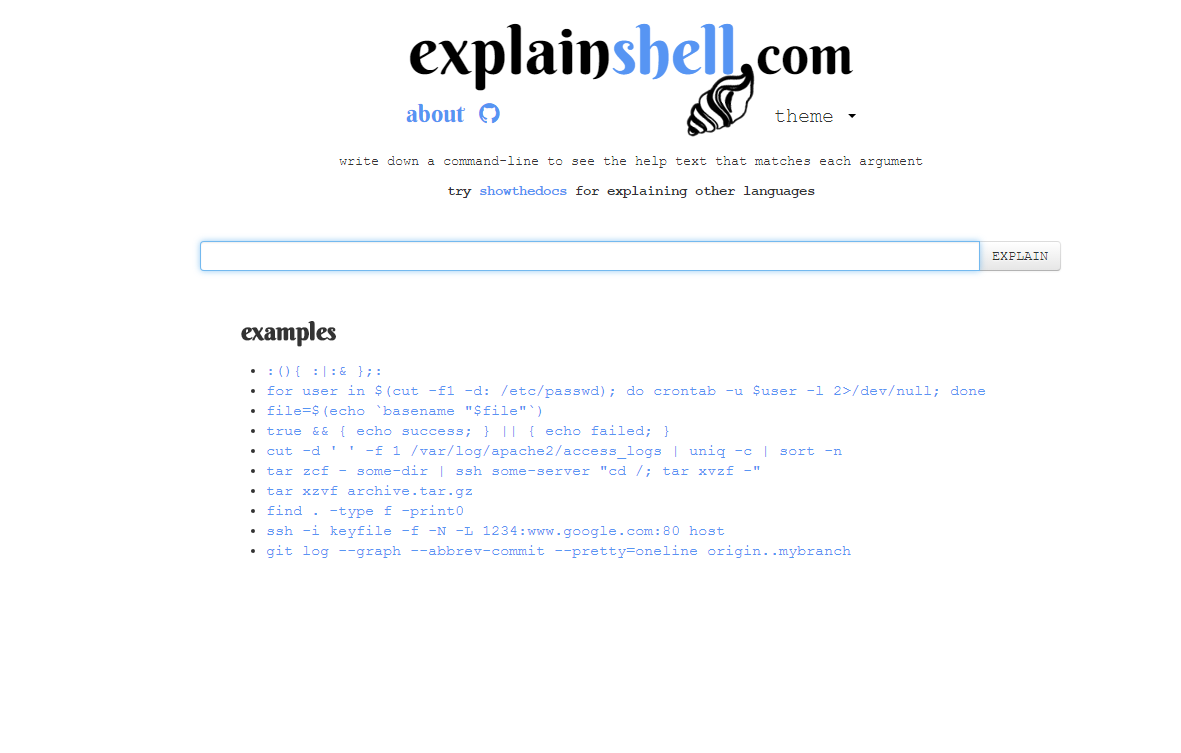 explainshell.com
about theme
write down a command-line to see the help text that matches each argument
try showthedocs for explaining other languages
EXPLAIN
examples
:(){ :|:& };:
for user in $(cut -f1 -d: /etc/passwd); do crontab -u $user -l 2>/dev/null; done
file=$(echo `basename "$file"`)
true && { echo success; } || { echo failed; }
cut -d ' ' -f 1 /var/log/apache2/access_logs | uniq -c | sort -n
tar zcf - some-dir | ssh some-server "cd /; tar xvzf -"
tar xzvf archive.tar.gz
find . -type f -print0
ssh -i keyfile -f -N -L 1234:www.google.com:80 host
git log --graph --abbrev-commit --pretty=oneline origin..mybranch